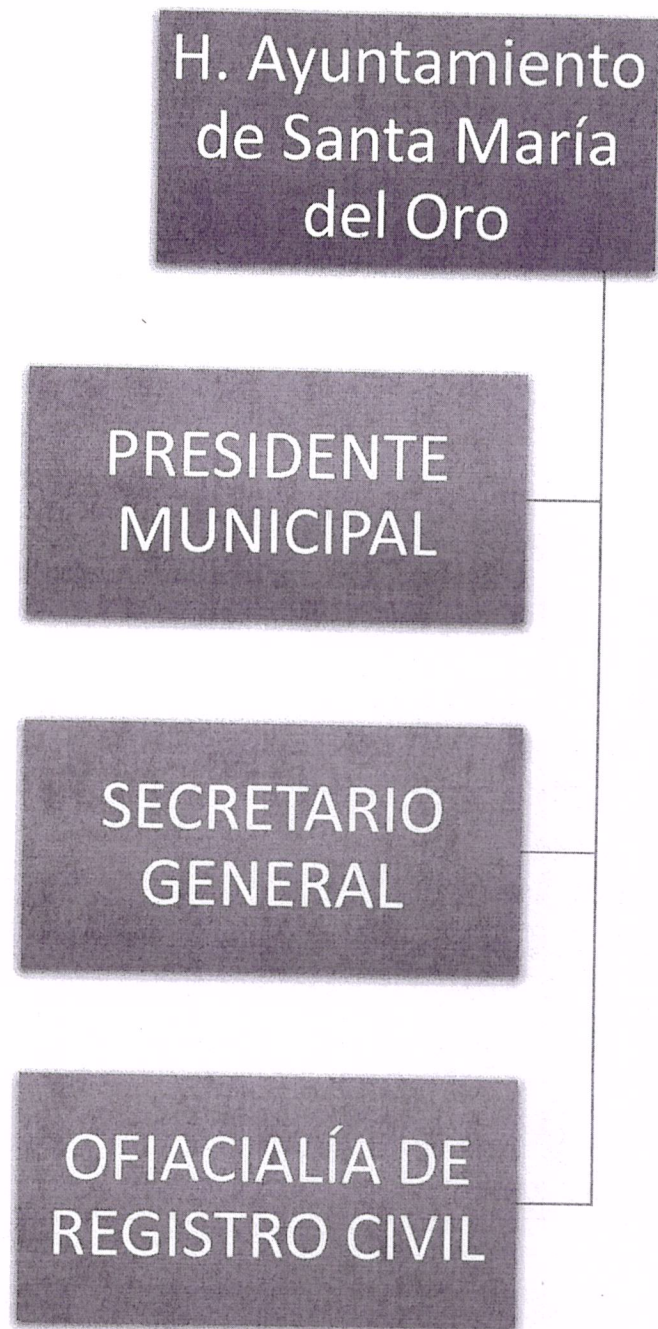 H. Ayuntamiento
de Santa María
del Oro
PRESIDENTE
MUNICIPAL
SECRETARIO
GENERAL
OFIACIALÍA DE
REGISTRO CIVIL